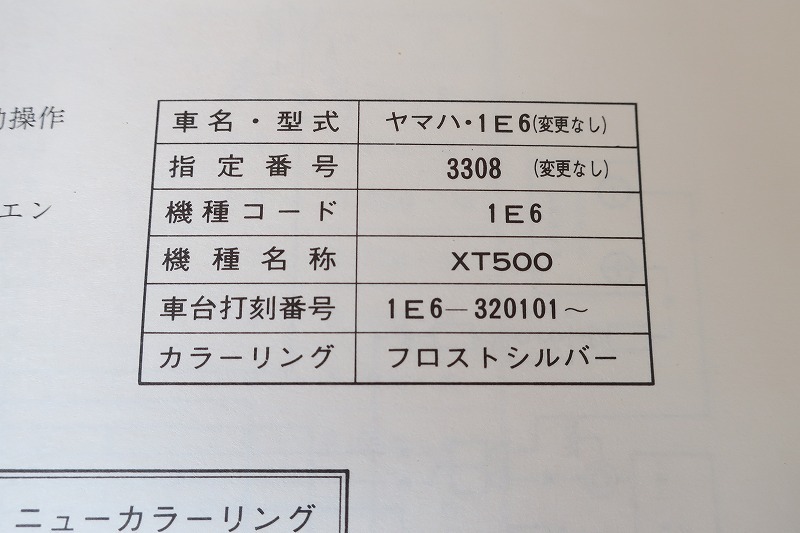 操作
エン
車名・型式 ヤマハ・1E6(変更なし)
指定番号 3308 (変更なし)
機種コード 1E6
機種名称 XT500
車台打刻番号 1E6-320101~
カラーリング フロストシルバー
ニューカラーリング